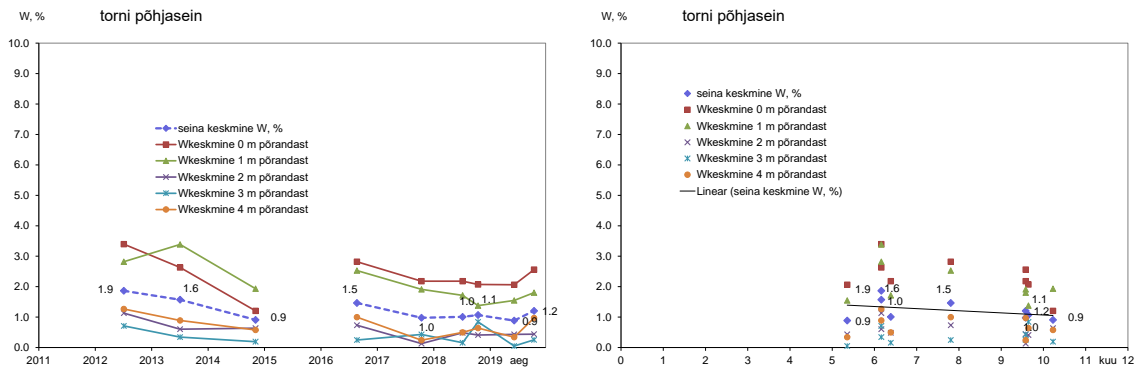 W, %
torni põhjasein
10.0
9.0
8.0
7.0
6.0
5.0
4.0
3.0
2.0
1.0
0.0
seina keskmine W, %
Wkeskmine 0 m põrandast
Wkeskmine 1 m põrandast
Wkeskmine 2 m põrandast
Wkeskmine 3 m põrandast
Wkeskmine 4 m põrandast
1.9
1.6
0.9
1.5
1.0
1.0
1.1
0.9
1.2
2011 2012 2013 2014 2015 2016 2017 2018 2019 aeg
W, %
torni põhjasein
10.0
9.0
8.0
7.0
6.0
5.0
4.0
3.0
2.0
1.0
0.0
seina keskmine W, %
Wkeskmine 0 m põrandast
Wkeskmine 1 m põrandast
Wkeskmine 2 m põrandast
Wkeskmine 3 m põrandast
Wkeskmine 4 m põrandast
Linear (seina keskmine W, %)
0.9
1.9
1.6
1.0
1.5
1.1
1.2
1.0
0.9
0 1 2 3 4 5 6 7 8 9 10 11 kuu 12